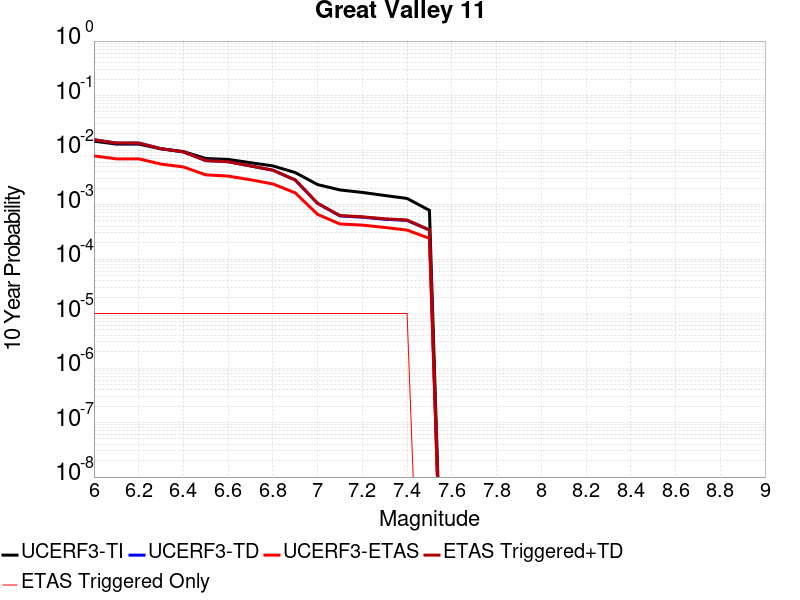 Great Valley 11
10^0
10^-1
10^-2
10^-3
10^-4
10^-5
10^-6
10^-7
10^-8
10 Year Probability
6 6.2 6.4 6.6 6.8 7 7.2 7.4 7.6 7.8 8 8.2 8.4 8.6 8.8 9
Magnitude
UCERF3-TI UCERF3-TD UCERF3-ETAS ETAS Triggered+TD
ETAS Triggered Only